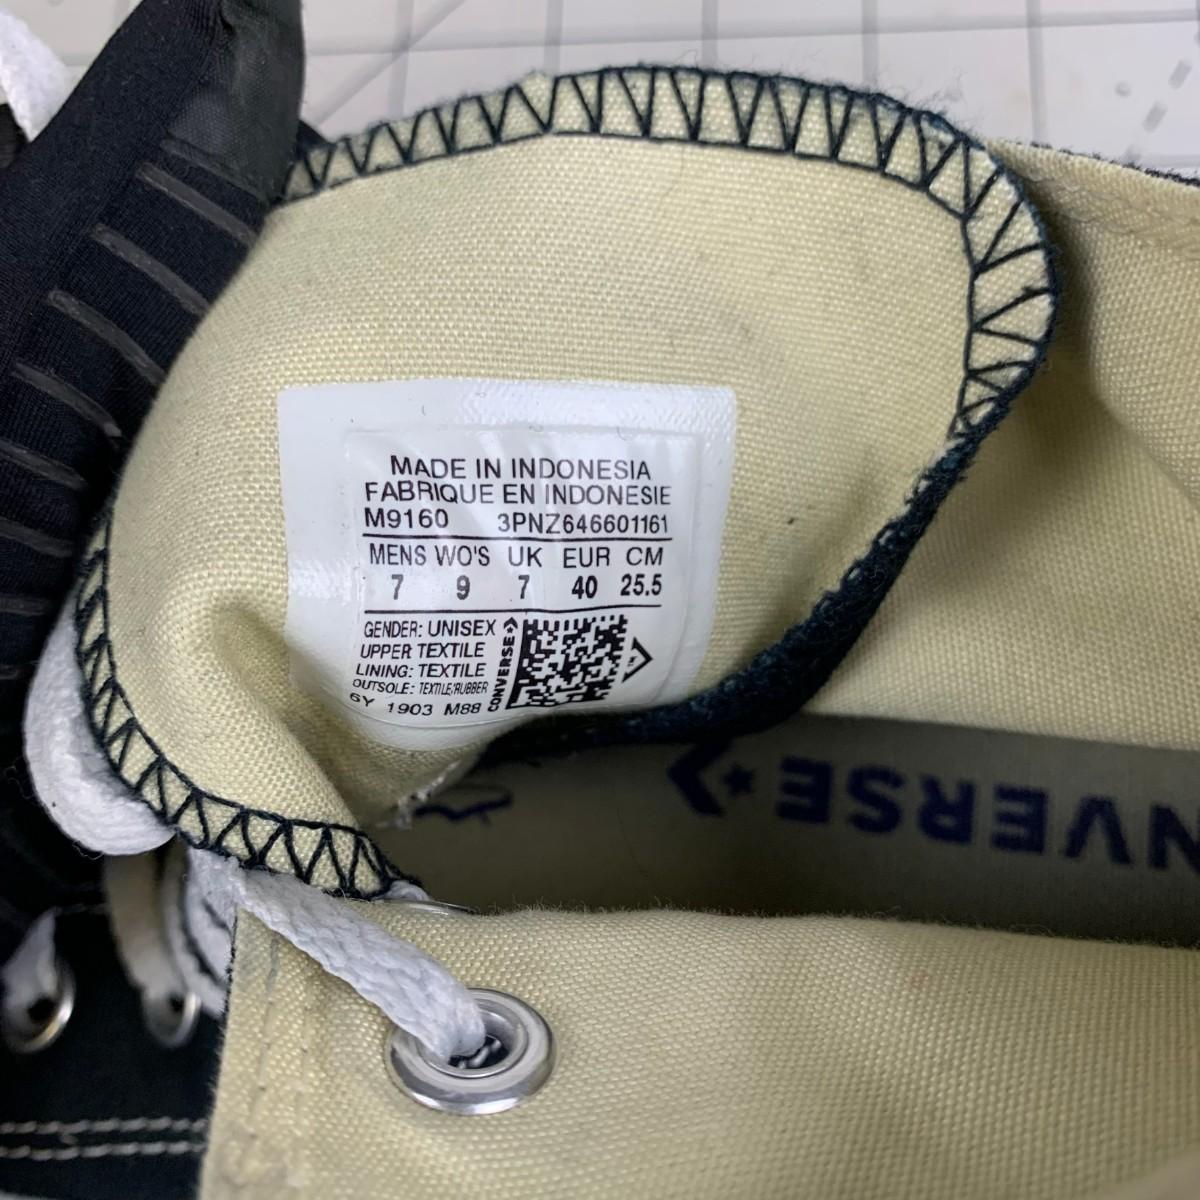 MADE IN INDONESIA
FABRIQUE EN INDONESIE
M9160 3PNZ646601161
MENS WO'S UK EUR CM
7 9 7 40 25.5
GENDER: UNISEX
UPPER TEXTILE
LINING: TEXTILE
OUTSOLE: TEXTILE/RUBBER
6Y 1903 M88
CONVERSE
NVERSE